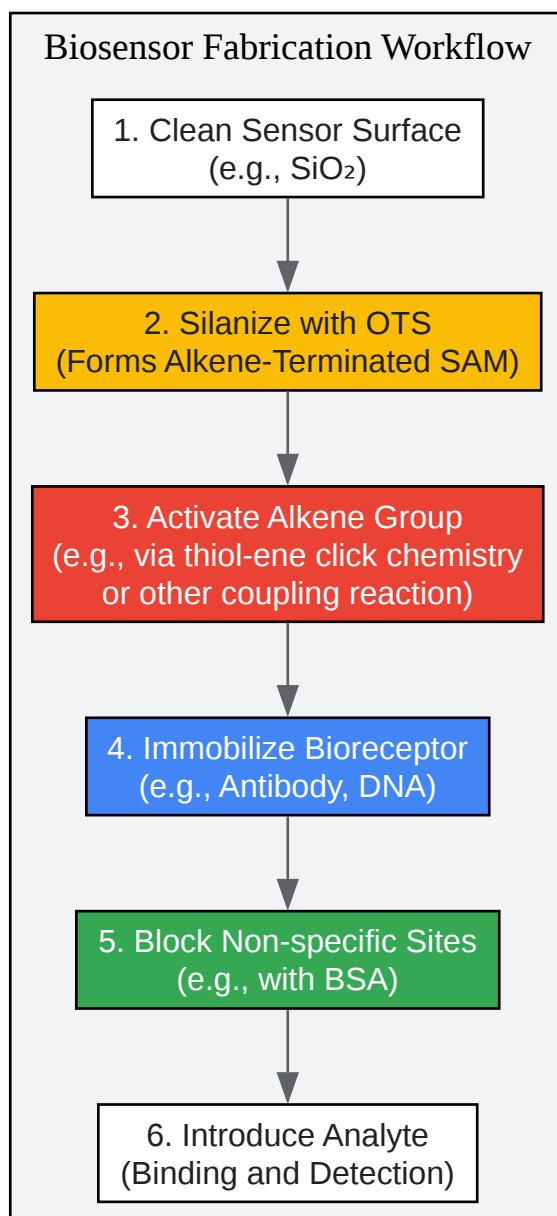 Biosensor Fabrication Workflow
1. Clean Sensor Surface
(e.g., SiO₂)
2. Silanize with OTS
(Forms Alkene-Terminated SAM)
3. Activate Alkene Group
(e.g., via thiol-ene click chemistry
or other coupling reaction)
4. Immobilize Bioreceptor
(e.g., Antibody, DNA)
5. Block Non-specific Sites
(e.g., with BSA)
6. Introduce Analyte
(Binding and Detection)